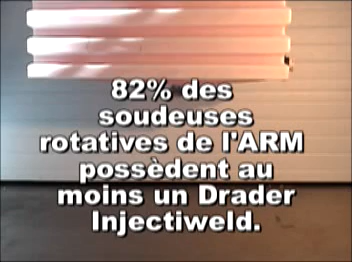 82% des
soudeuses
rotatives de l'ARM
possèdent au
moins un Drader
Injectiweld.